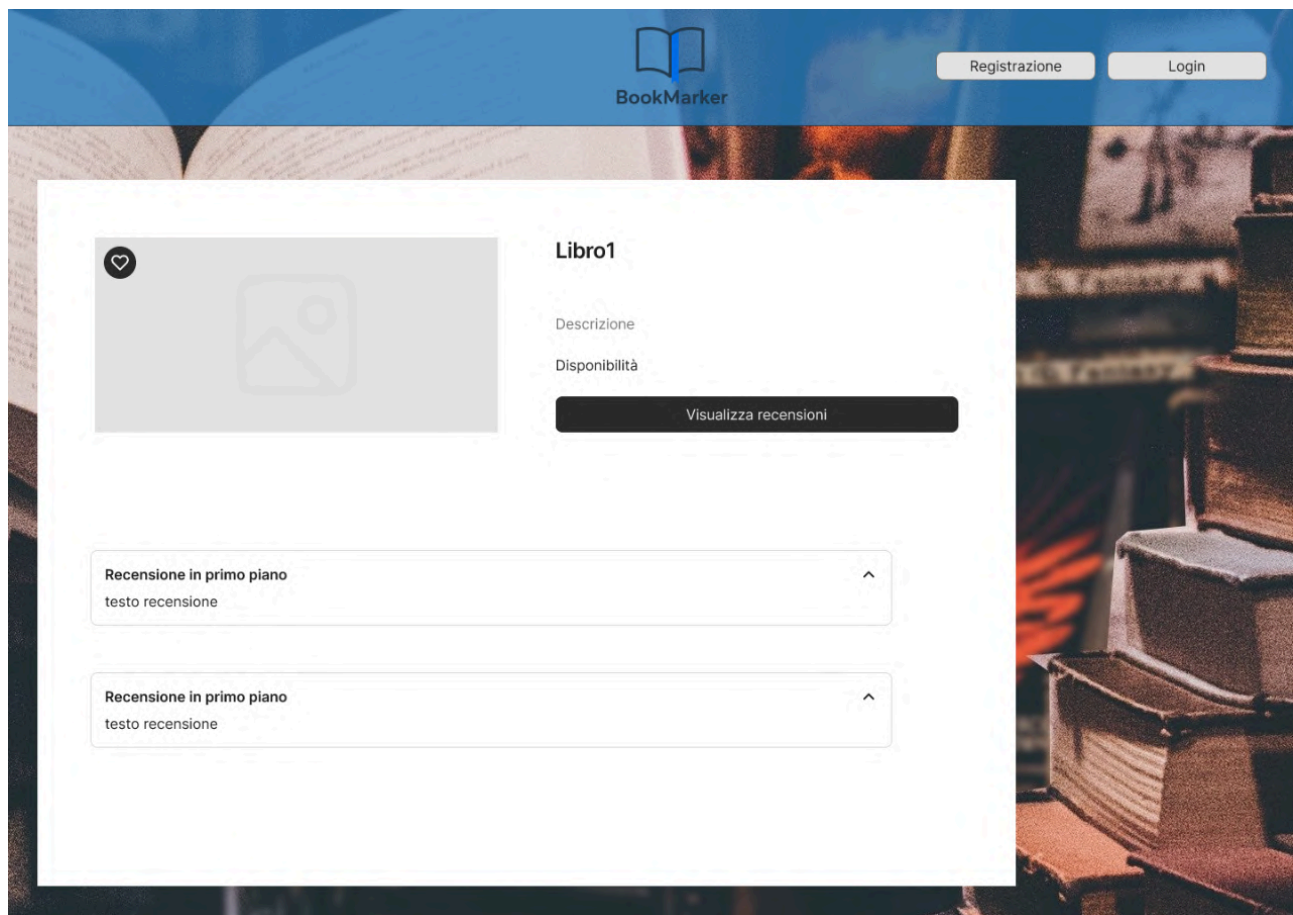 BookMarker
Registrazione
Login
Libro1
Descrizione
Disponibilità
Visualizza recensioni
Recensione in primo piano
testo recensione
Recensione in primo piano
testo recensione